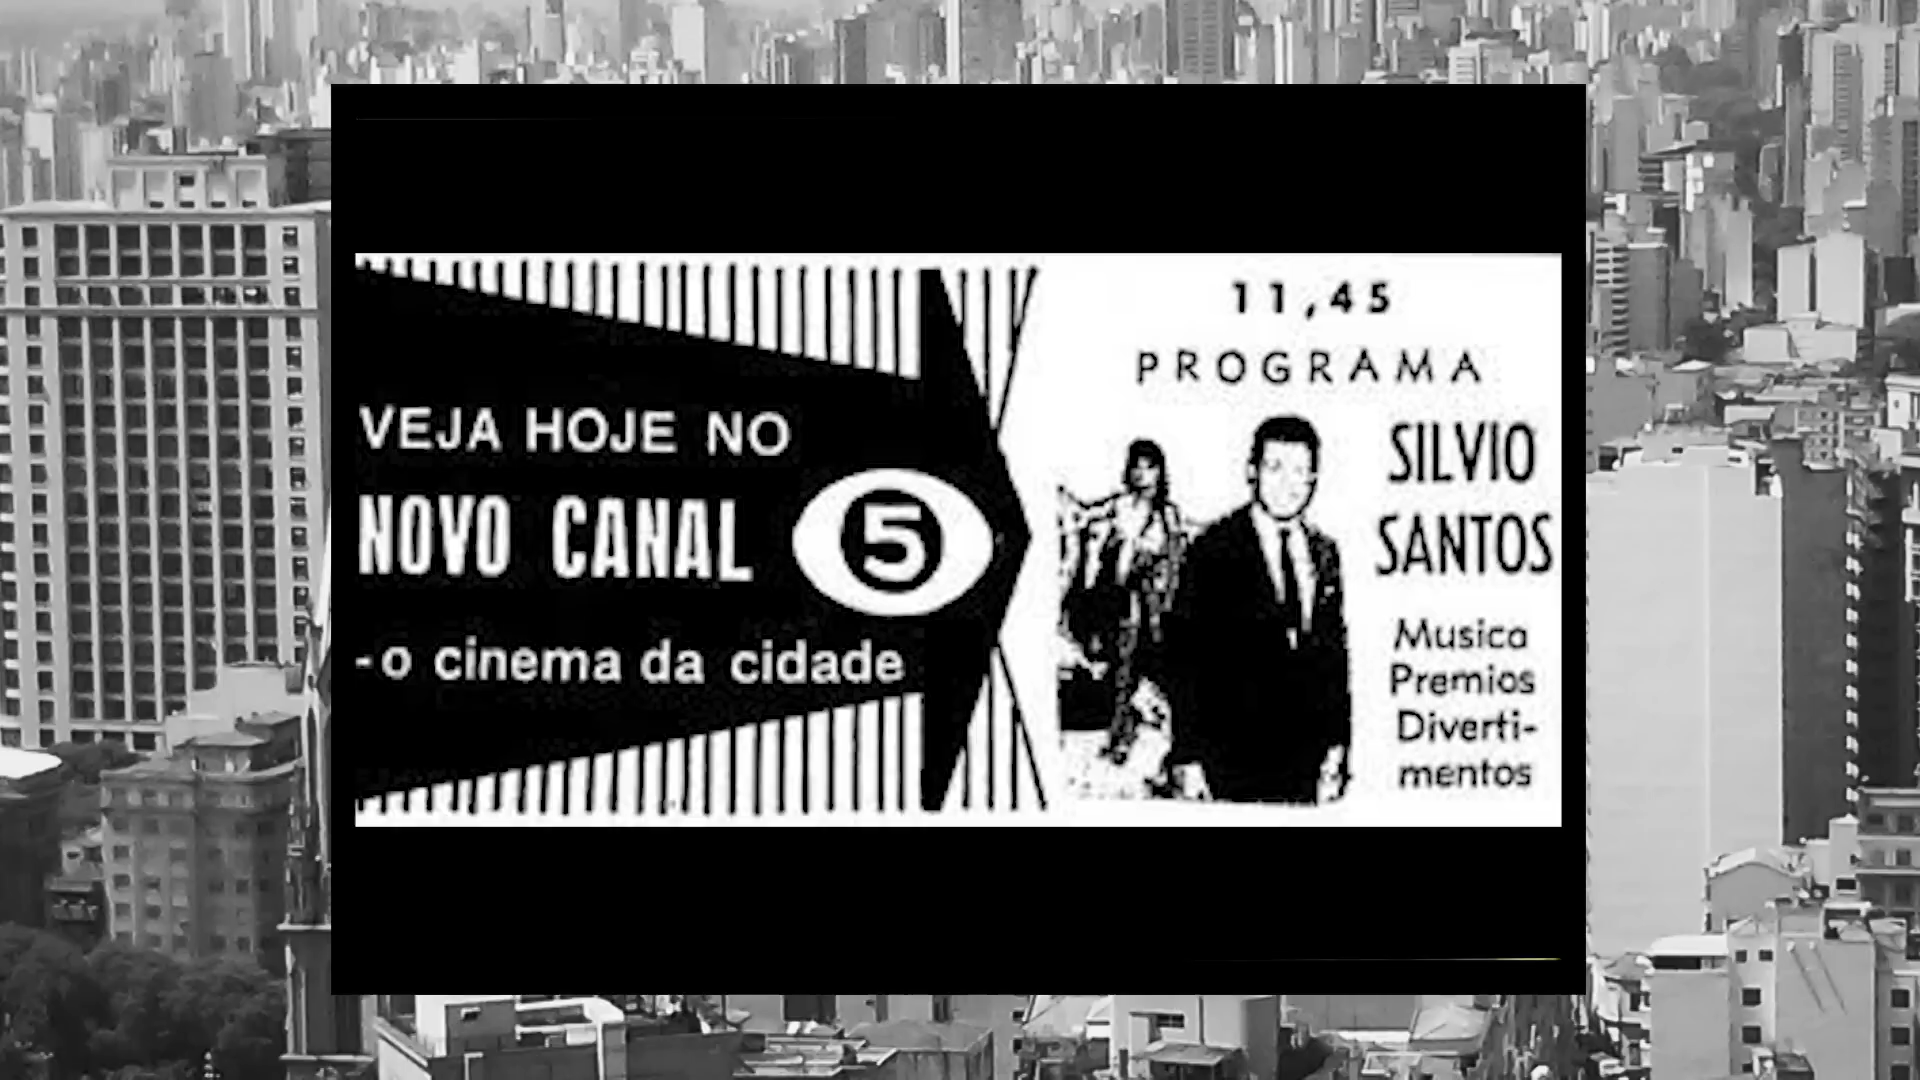 VEJA HOJE NO
NOVO CANAL 5
-o cinema da cidade
11,45
PROGRAMA
SILVIO
SANTOS
Musica
Premios
Diverti-
mentos